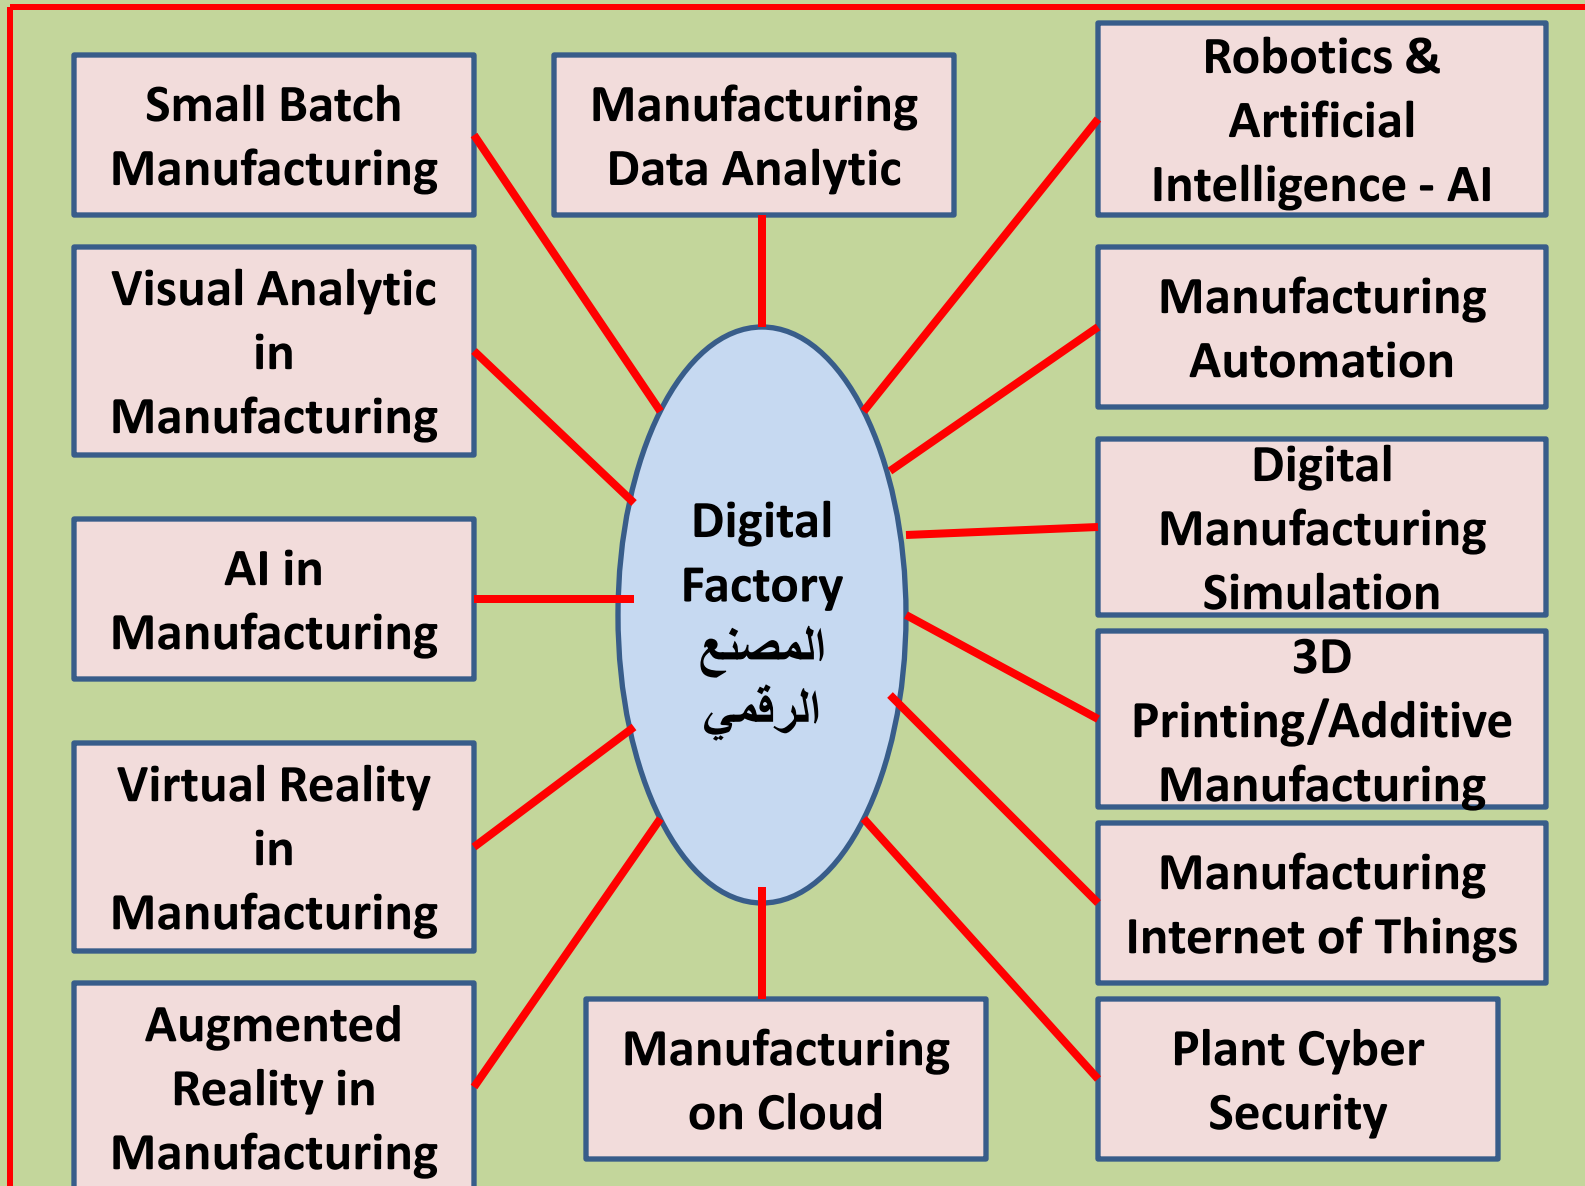 Small Batch
Manufacturing
Manufacturing
Data Analytic
Robotics &
Artificial
Intelligence - AI
Visual Analytic
in
Manufacturing
Manufacturing
Automation
Digital
Manufacturing
Simulation
AI in
Manufacturing
Digital
Factory
المصنع
الرقمي
3D
Printing/Additive
Manufacturing
Virtual Reality
in
Manufacturing
Manufacturing
Internet of Things
Augmented
Reality in
Manufacturing
Manufacturing
on Cloud
Plant Cyber
Security